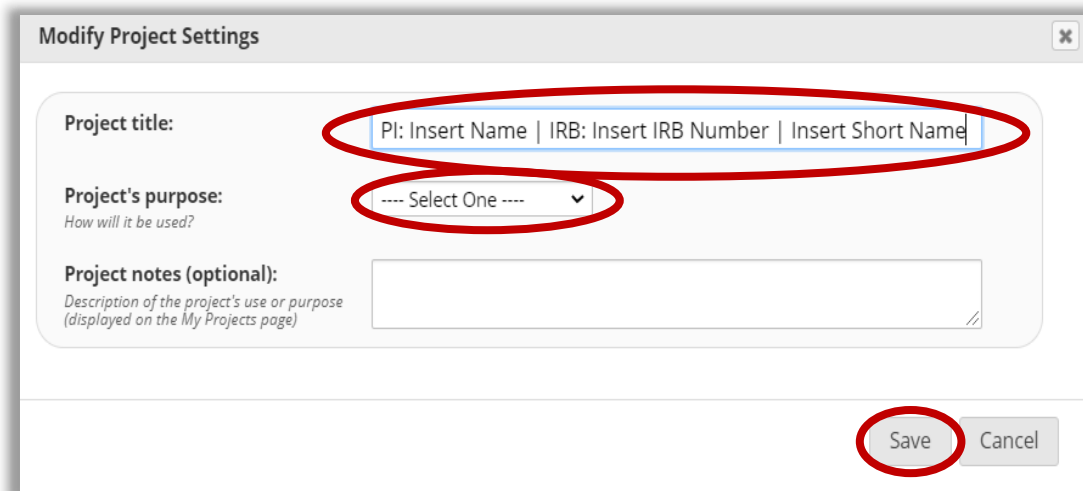 Modify Project Settings
Project title:
PI: Insert Name | IRB: Insert IRB Number | Insert Short Name
Project's purpose:
---- Select One ----
How will it be used?
Project notes (optional):
Description of the project's use or purpose
(displayed on the My Projects page)
Save
Cancel